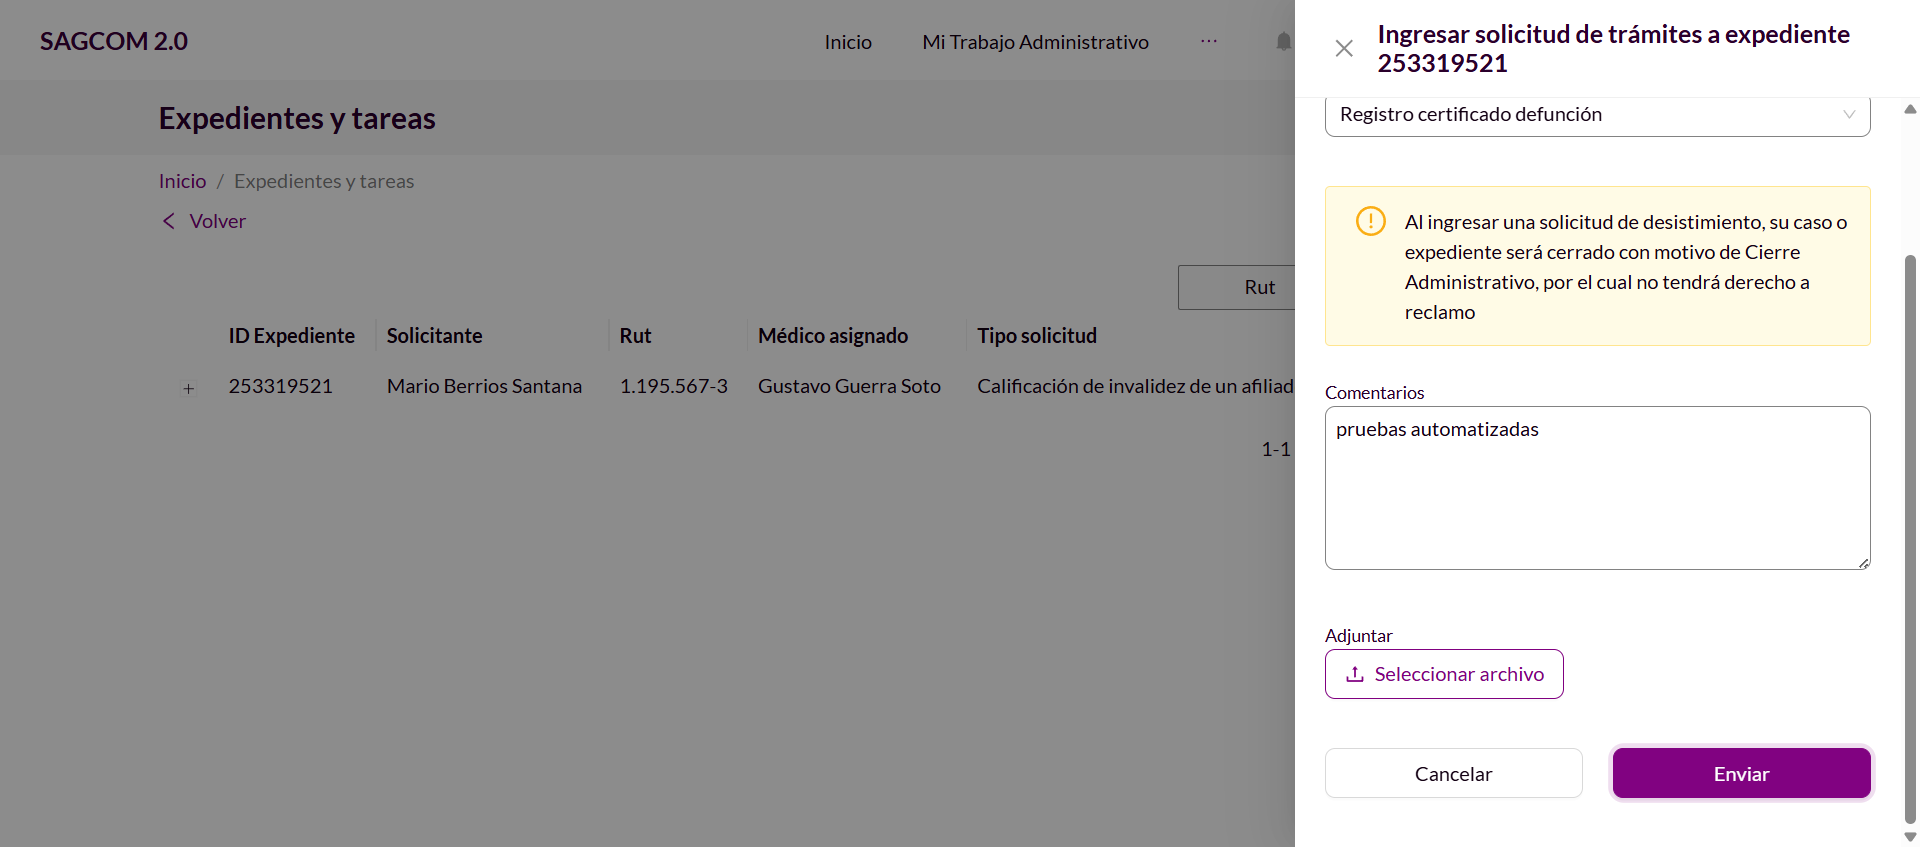 SAGCOM 2.0
Inicio
Mi Trabajo Administrativo
...
Expedientes y tareas
Inicio / Expedientes y tareas
Volver
Rut
ID Expediente
Solicitante
Rut
Médico asignado
Tipo solicitud
253319521
Mario Berrios Santana
1.195.567-3
Gustavo Guerra Soto
Calificación de invalidez de un afiliad
1-1
Ingresar solicitud de trámites a expediente
253319521
Registro certificado defunción
Al ingresar una solicitud de desistimiento, su caso o
expediente será cerrado con motivo de Cierre
Administrativo, por el cual no tendrá derecho a
reclamo
Comentarios
pruebas automatizadas
Adjuntar
Seleccionar archivo
Cancelar
Enviar